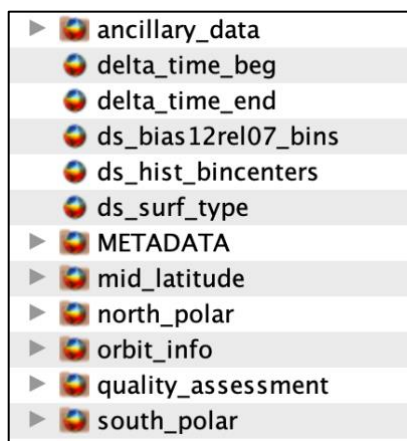 ancillary_data
delta_time_beg
delta_time_end
ds_bias12rel07_bins
ds_hist_bincenters
ds_surf_type
METADATA
mid_latitude
north_polar
orbit_info
quality_assessment
south_polar